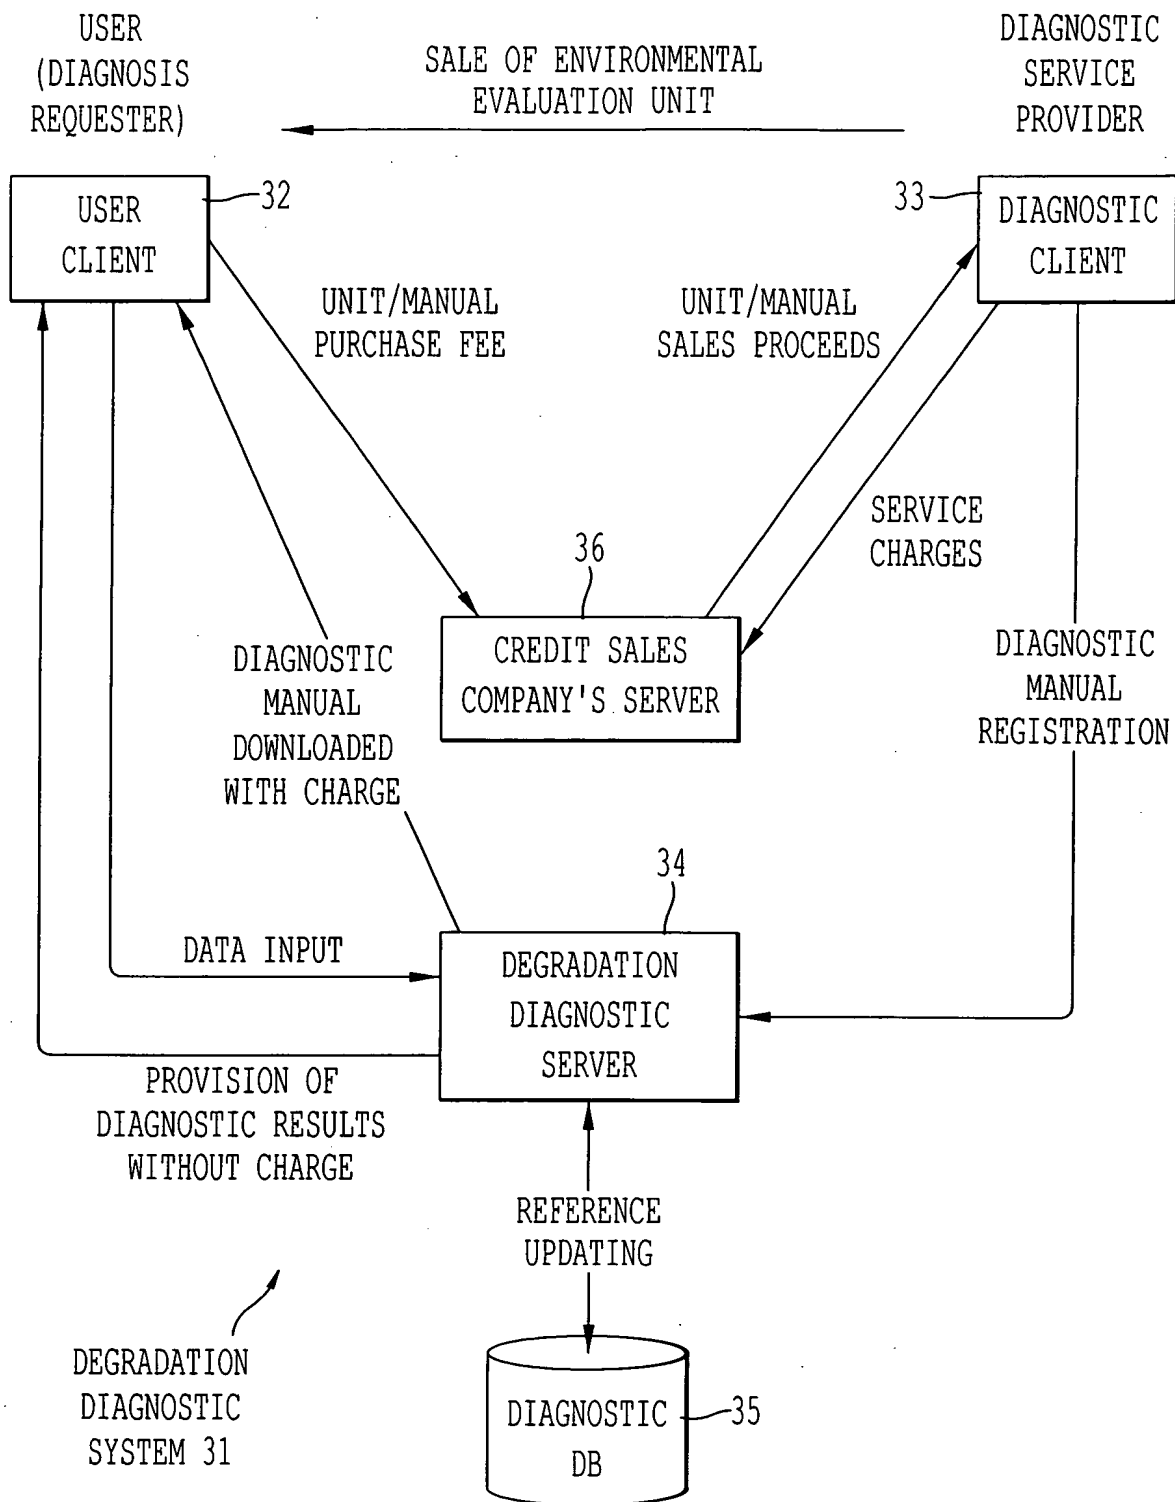 USER
(DIAGNOSIS
REQUESTER)
SALE OF ENVIRONMENTAL
EVALUATION UNIT
DIAGNOSTIC
SERVICE
PROVIDER
32
USER
CLIENT
33
DIAGNOSTIC
CLIENT
UNIT/MANUAL
PURCHASE FEE
UNIT/MANUAL
SALES PROCEEDS
SERVICE
CHARGES
36
CREDIT SALES
COMPANY'S SERVER
DIAGNOSTIC
MANUAL
DOWNLOADED
WITH CHARGE
DIAGNOSTIC
MANUAL
REGISTRATION
34
DATA INPUT
DEGRADATION
DIAGNOSTIC
SERVER
PROVISION OF
DIAGNOSTIC RESULTS
WITHOUT CHARGE
REFERENCE
UPDATING
DEGRADATION
DIAGNOSTIC
SYSTEM 31
DIAGNOSTIC
DB
35